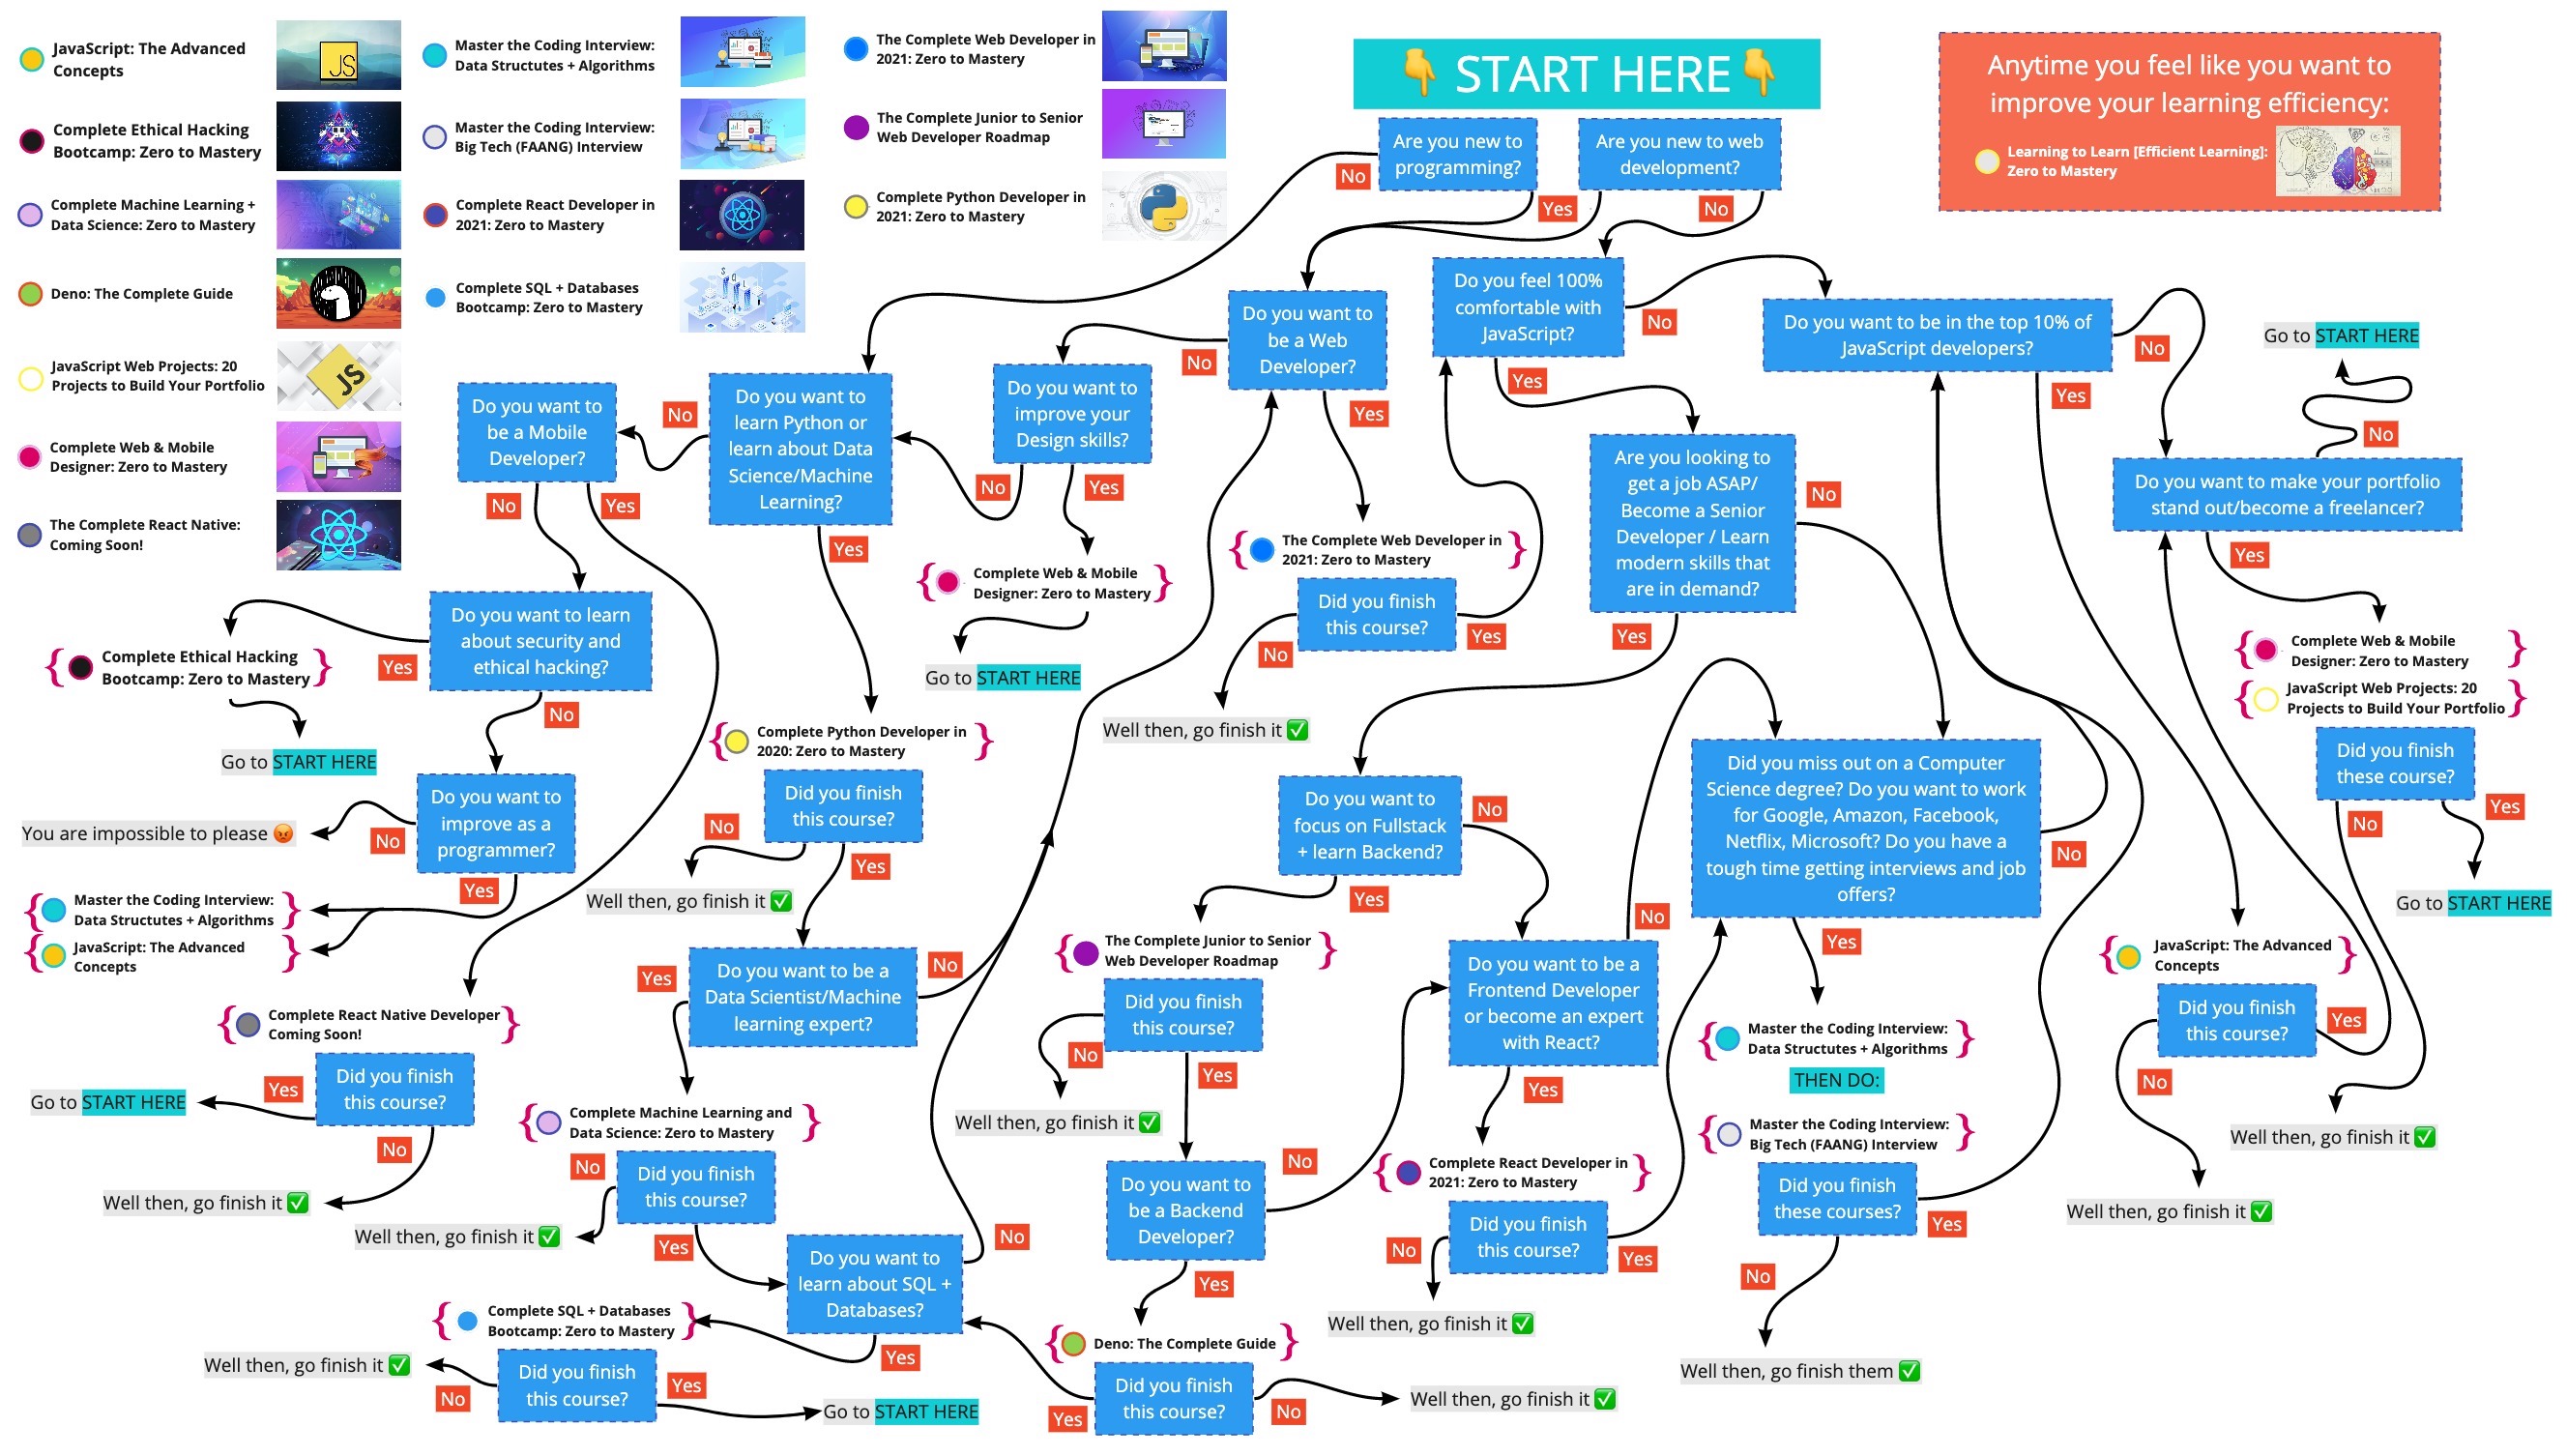 JavaScript: The Advanced
Concepts
Complete Ethical Hacking
Bootcamp: Zero to Mastery
Complete Machine Learning +
Data Science: Zero to Mastery
Deno: The Complete Guide
JavaScript Web Projects: 20
Projects to Build Your Portfolio
Complete Web & Mobile
Designer: Zero to Mastery
The Complete React Native:
Coming Soon!
JS
JS
Master the Coding Interview:
Data Structutes + Algorithms
Master the Coding Interview:
Big Tech (FAANG) Interview
Complete React Developer in
2021: Zero to Mastery
Complete SQL + Databases
Bootcamp: Zero to Mastery
The Complete Web Developer in
2021: Zero to Mastery
The Complete Junior to Senior
Web Developer Roadmap
Complete Python Developer in
2021: Zero to Mastery
👇 START HERE 👇
Anytime you feel like you want to
improve your learning efficiency:
Learning to Learn [Efficient Learning]:
Zero to Mastery
Are you new to
programming?
No
Yes
Are you new to web
development?
No
Do you want to
be a Web
Developer?
No
Yes
Do you feel 100%
comfortable with
JavaScript?
No
Yes
Do you want to be in the top 10% of
JavaScript developers?
No
Yes
Go to START HERE
No
Do you want to make your portfolio
stand out/become a freelancer?
Yes
Complete Web & Mobile
Designer: Zero to Mastery
JavaScript Web Projects: 20
Projects to Build Your Portfolio
Did you finish
these course?
Yes
No
Go to START HERE
Well then, go finish it ✅
Do you want to
improve your
Design skills?
No
Yes
Complete Web & Mobile
Designer: Zero to Mastery
Go to START HERE
The Complete Web Developer in
2021: Zero to Mastery
Did you finish
this course?
No
Yes
Well then, go finish it ✅
Are you looking to
get a job ASAP/
Become a Senior
Developer / Learn
modern skills that
are in demand?
No
Yes
Do you want to
learn Python or
learn about Data
Science/Machine
Learning?
No
Yes
Do you want to
be a Mobile
Developer?
No
Yes
Do you want to learn
about security and
ethical hacking?
Yes
No
Complete Ethical Hacking
Bootcamp: Zero to Mastery
Go to START HERE
Do you want to
improve as a
programmer?
No
Yes
You are impossible to please 😡
Master the Coding Interview:
Data Structutes + Algorithms
JavaScript: The Advanced
Concepts
Complete React Native Developer
Coming Soon!
Did you finish
this course?
Yes
No
Go to START HERE
Well then, go finish it ✅
Complete Python Developer in
2020: Zero to Mastery
Did you finish
this course?
No
Yes
Well then, go finish it ✅
Do you want to be a
Data Scientist/Machine
learning expert?
Yes
No
Complete Machine Learning and
Data Science: Zero to Mastery
Did you finish
this course?
No
Yes
Well then, go finish it ✅
Do you want to
learn about SQL +
Databases?
No
Yes
Complete SQL + Databases
Bootcamp: Zero to Mastery
Did you finish
this course?
No
Yes
Well then, go finish it ✅
Go to START HERE
Do you want to
focus on Fullstack
+ learn Backend?
No
Yes
The Complete Junior to Senior
Web Developer Roadmap
Did you finish
this course?
No
Yes
Well then, go finish it ✅
Do you want to
be a Backend
Developer?
No
Yes
Deno: The Complete Guide
Did you finish
this course?
Yes
No
Well then, go finish it ✅
Do you want to be a
Frontend Developer
or become an expert
with React?
No
Yes
Complete React Developer in
2021: Zero to Mastery
Did you finish
this course?
No
Yes
Well then, go finish it ✅
Did you miss out on a Computer
Science degree? Do you want to work
for Google, Amazon, Facebook,
Netflix, Microsoft? Do you have a
tough time getting interviews and job
offers?
No
Yes
Master the Coding Interview:
Data Structutes + Algorithms
THEN DO:
Master the Coding Interview:
Big Tech (FAANG) Interview
Did you finish
these courses?
Yes
No
Well then, go finish them ✅
JavaScript: The Advanced
Concepts
Did you finish
this course?
Yes
No
Well then, go finish it ✅